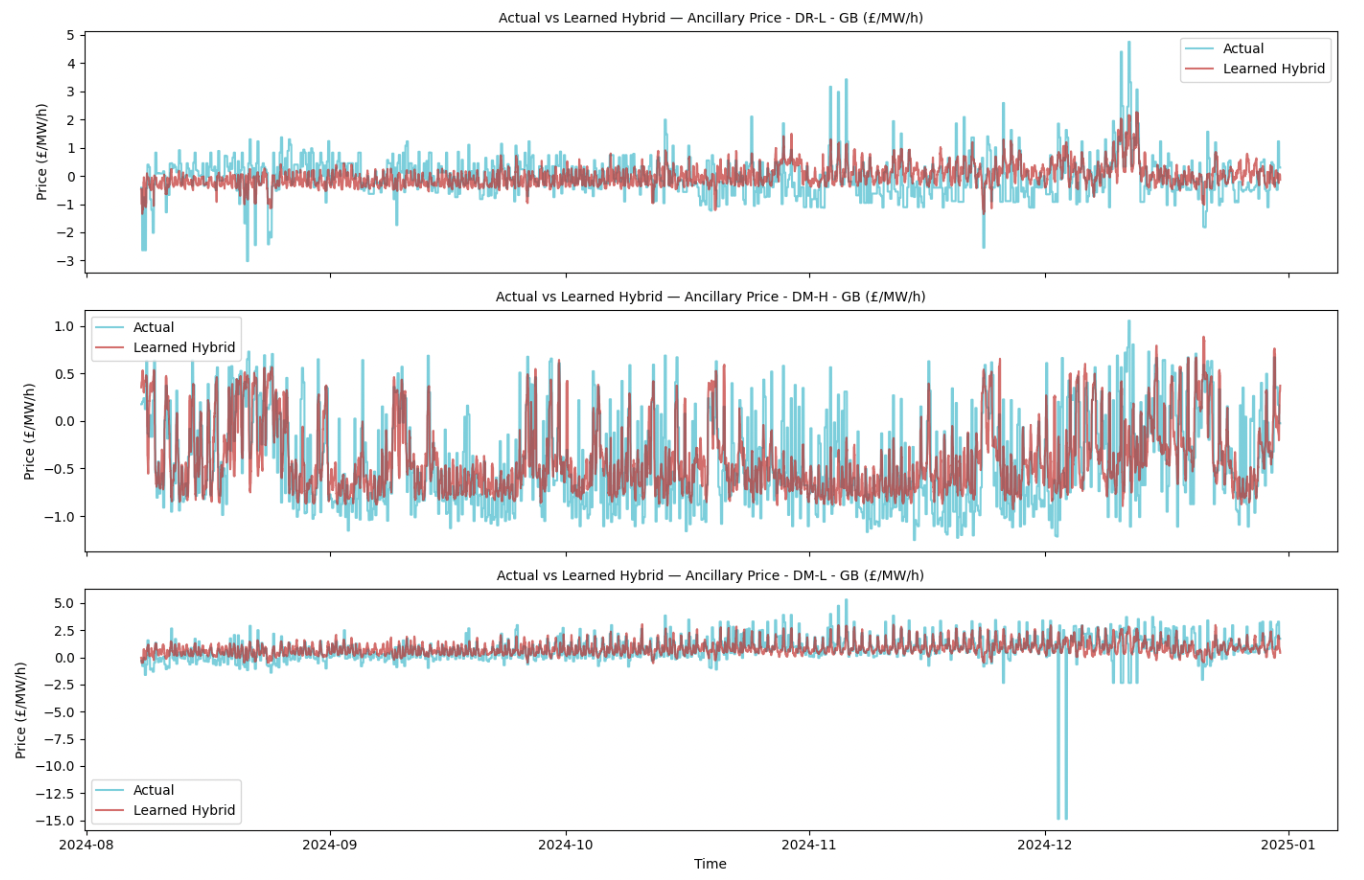 Actual vs Learned Hybrid — Ancillary Price - DR-L - GB (£/MW/h)
5
4
3
2
1
0
−1
−2
−3
Price (£/MW/h)
Actual
Learned Hybrid
Actual vs Learned Hybrid — Ancillary Price - DM-H - GB (£/MW/h)
1.0
0.5
0.0
−0.5
−1.0
Price (£/MW/h)
Actual
Learned Hybrid
Actual vs Learned Hybrid — Ancillary Price - DM-L - GB (£/MW/h)
5.0
2.5
0.0
−2.5
−5.0
−7.5
−10.0
−12.5
−15.0
Price (£/MW/h)
Actual
Learned Hybrid
2024-08 2024-09 2024-10 2024-11 2024-12 2025-01
Time